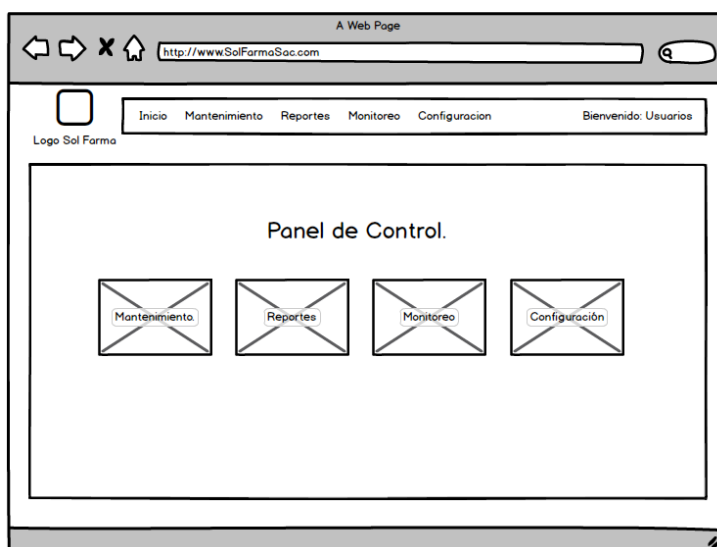 A Web Page
http://www.SolFarmaSac.com
Inicio Mantenimiento Reportes Monitoreo Configuracion Bienvenido: Usuarios
Logo Sol Farma
Panel de Control.
Mantenimiento. Reportes Monitoreo Configuración